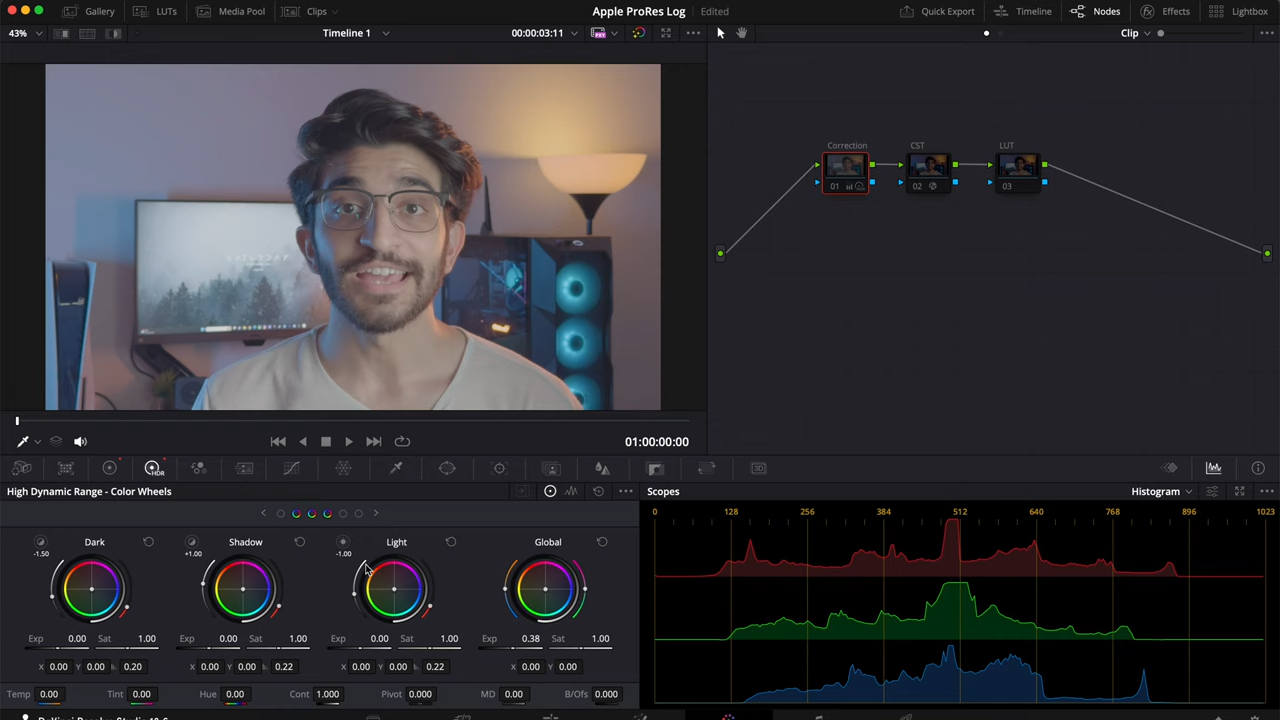 Gallery LUTs Media Pool Clips Apple ProRes Log Edited Quick Export Timeline Nodes Effects Lightbox
43% Timeline 1 00:00:03:11 Clip
Correction CST LUT
01 02 03
01:00:00:00
HDR
High Dynamic Range - Color Wheels
Scopes Histogram
0 128 256 384 512 640 768 896 1023
Dark Shadow Light Global
-1.50 +1.00 -1.00
Exp 0.00 Sat 1.00 Exp 0.00 Sat 1.00 Exp 0.00 Sat 1.00 Exp 0.38 Sat 1.00
X 0.00 Y 0.00 0.20 X 0.00 Y 0.00 0.22 X 0.00 Y 0.00 0.22 X 0.00 Y 0.00
Temp 0.00 Tint 0.00 Hue 0.00 Cont 1.000 Pivot 0.000 MD 0.00 B/Ofs 0.000